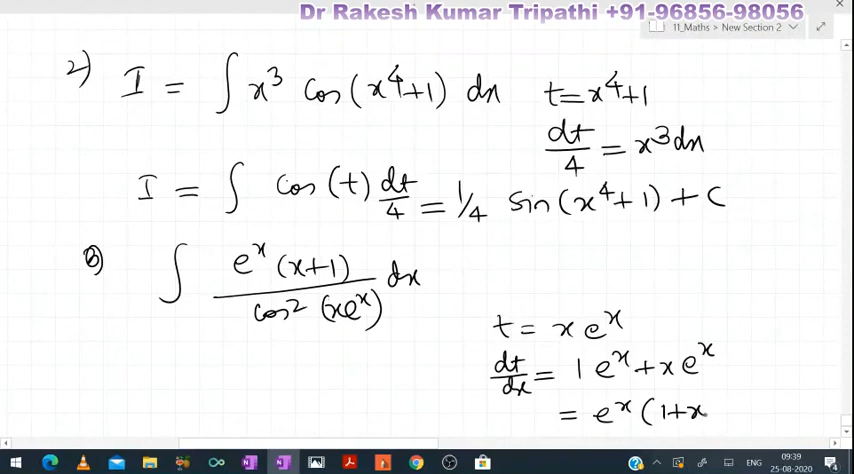 Dr Rakesh Kumar Tripathi +91-96856-98056
11_Maths > New Section 2
2) I = ∫ x³ cos(x⁴+1) dx
t = x⁴+1
dt/4 = x³dx
I = ∫ cos(t) dt/4 = 1/4 sin(x⁴+1) + C
3) ∫ eˣ(x+1)/cos²(xeˣ) dx
t = x eˣ
dt/dx = 1 eˣ + x eˣ
= eˣ(1+x
ENG
09:39
25-08-2020
4